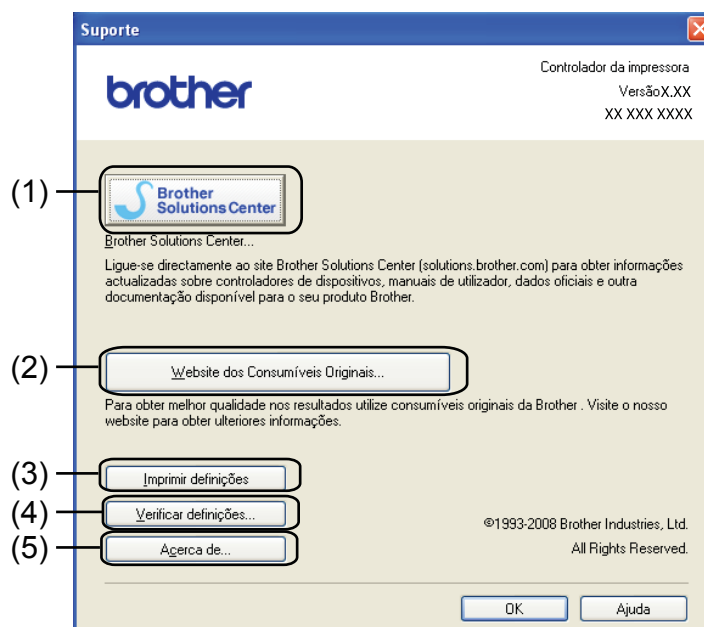 Suporte
brother
Controlador da impressora
VersãoX.XX
XX XXX XXXX
(1)
Brother
Solutions Center
Brother Solutions Center...
Ligue-se directamente ao site Brother Solutions Center (solutions.brother.com) para obter informações
actualizadas sobre controladores de dispositivos, manuais de utilizador, dados oficiais e outra
documentação disponível para o seu produto Brother.
(2)
Website dos Consumíveis Originais...
Para obter melhor qualidade nos resultados utilize consumíveis originais da Brother . Visite o nosso
website para obter ulteriores informações.
(3)
Imprimir definições
(4)
Verificar definições...
(5)
Acerca de...
©1993-2008 Brother Industries, Ltd.
All Rights Reserved.
OK
Ajuda